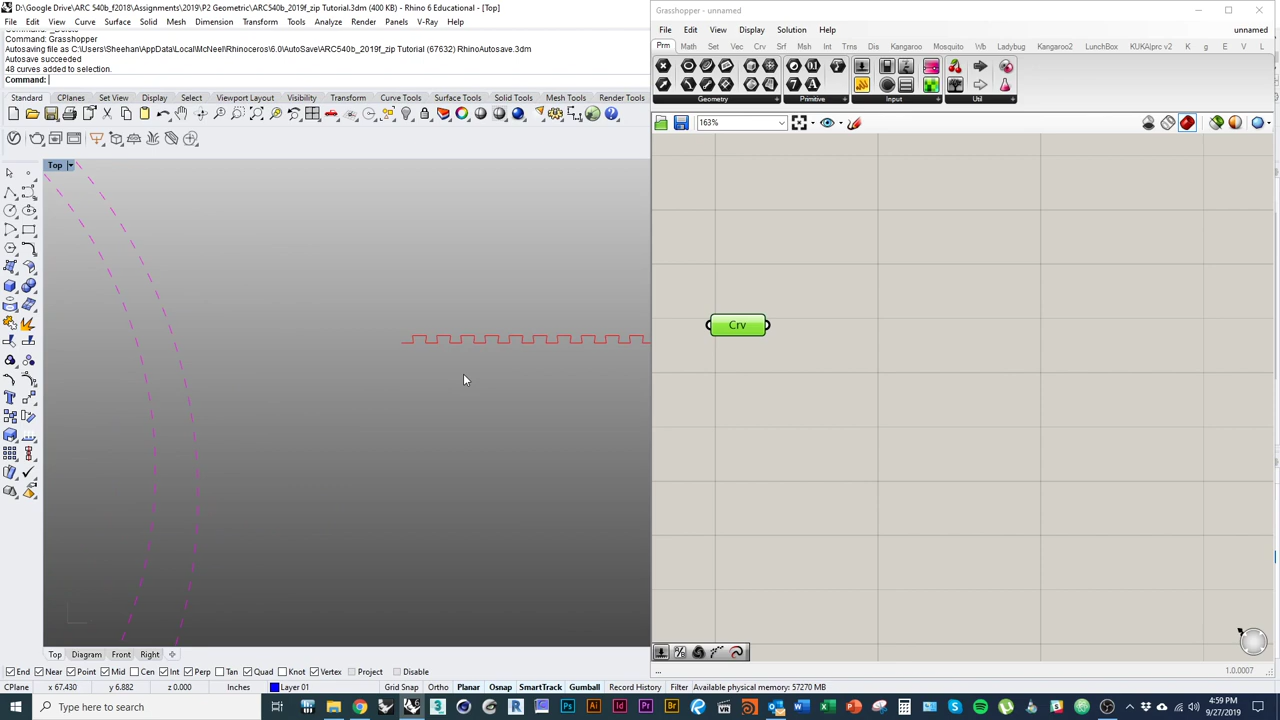 D:\Google Drive\ARC S40b_f2018\Assignments\2019\P2 Geometric\ARC540b_2019f_zip Tutorial.3dm (400 KB) - Rhino 6 Educational - [Top]
File Edit View Curve Surface Solid Mesh Dimension Transform Tools Analyze Render Panels V-Ray Help
Command: Grasshopper
Autosaving file as C:\Users\Sheehan\AppData\Local\McNeel\Rhinoceros\6.0\AutoSave\ARC540b_2019f_zip Tutorial (67632) RhinoAutosave.3dm
Autosave succeeded
48 curves added to selection.
Command:
Standard CPlanes Set View Display Select Viewport Layout Visibility Transform Curve Tools Surface Tools Solid Tools Mesh Tools Render Tools
Top
Top Diagram Front Right
End Near Point Mid Cen Int Perp Tan Quad Knot Vertex Project Disable
CPlane x 67.430 y 6.882 z 0.000 Inches Layer 01 Grid Snap Ortho Planar Osnap SmartTrack Gumball Record History Filter Available physical memory: 57270 MB
Grasshopper - unnamed
File Edit View Display Solution Help unnamed
Prm Math Set Vec Crv Srf Msh Int Trns Dis Kangaroo Mosquito Wb Ladybug Kangaroo2 LunchBox KUKA|prc v2 K g E V L
Geometry Primitive Input Util
163%
Crv
...
1.0.0007
Type here to search
4:59 PM
9/27/2019